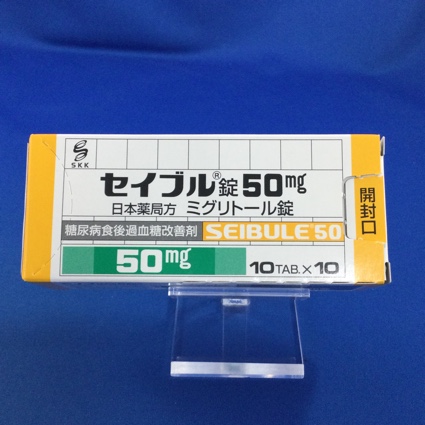 SKK
セイブル®錠50mg
日本薬局方 ミグリトール錠
糖尿病食後過血糖改善剤 SEIBULE®50
50mg
10TAB.×10
開封口